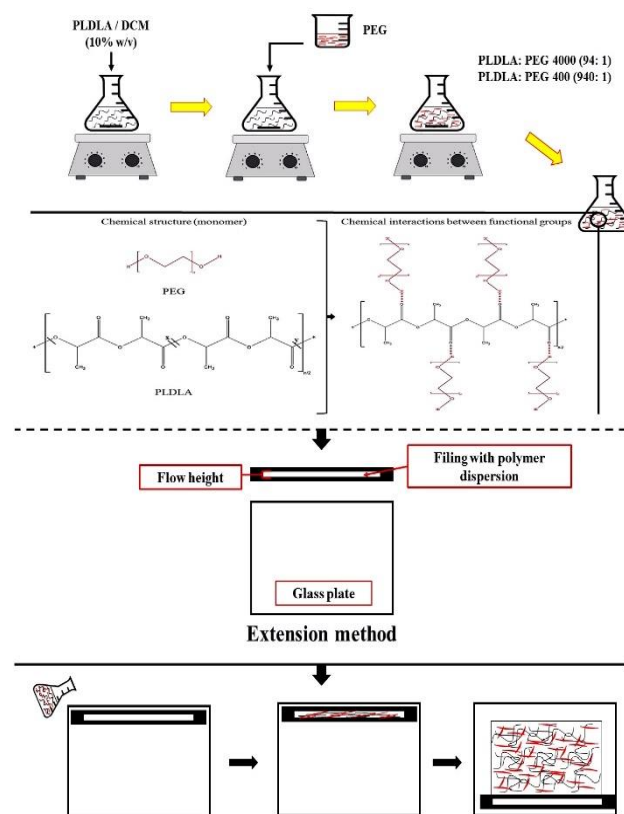 PLDLA / DCM
(10% w/v)
PEG
PLDLA: PEG 4000 (94: 1)
PLDLA: PEG 400 (940: 1)
Chemical structure (monomer)
Chemical interactions between functional groups
PEG
PLDLA
Flow height
Filing with polymer
dispersion
Glass plate
Extension method